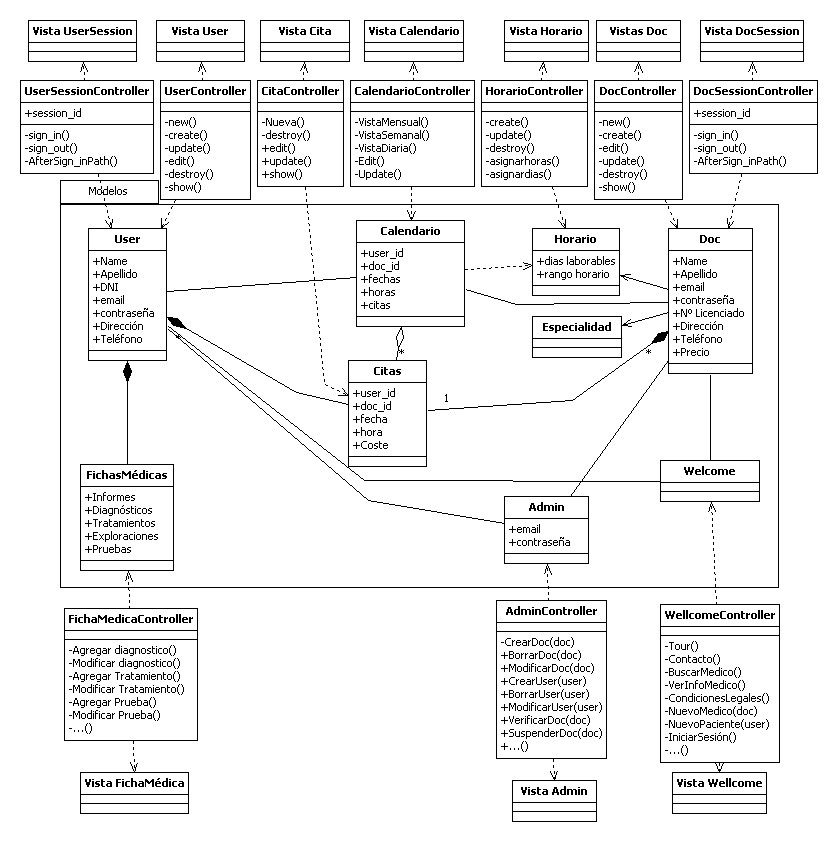 Vista UserSession
Vista User
Vista Cita
Vista Calendario
Vista Horario
Vistas Doc
Vista DocSession
UserSessionController
+session_id
-sign_in()
-sign_out()
-AfterSign_inPath()
UserController
-new()
-create()
-update()
-edit()
-destroy()
-show()
CitaController
-Nueva()
-destroy()
+edit()
+update()
+show()
CalendarioController
-VistaMensual()
-VistaSemanal()
-VistaDiaria()
-Edit()
-Update()
HorarioController
-create()
-update()
-destroy()
-asignarhoras()
-asignardias()
DocController
-new()
-create()
-edit()
-update()
-destroy()
-show()
DocSessionController
+session_id
-sign_in()
-sign_out()
-AfterSign_inPath()
Modelos
User
+Name
+Apellido
+DNI
+email
+contraseña
+Dirección
+Teléfono
Calendario
+user_id
+doc_id
+fechas
+horas
+citas
Horario
+dias laborables
+rango horario
Doc
+Name
+Apellido
+email
+contraseña
+Nº Licenciado
+Dirección
+Teléfono
+Precio
Especialidad
*
*
*
1
Citas
+user_id
+doc_id
+fecha
+hora
+Coste
FichasMédicas
+Informes
+Diagnósticos
+Tratamientos
+Exploraciones
+Pruebas
Welcome
Admin
+email
+contraseña
FichaMedicaController
-Agregar diagnostico()
-Modificar diagnostico()
-Agregar Tratamiento()
-Modificar Tratamiento()
-Agregar Prueba()
-Modificar Prueba()
-...()
AdminController
-CrearDoc(doc)
+BorrarDoc(doc)
+ModificarDoc(doc)
+CrearUser(user)
+BorrarUser(user)
+ModificarUser(user)
+VerificarDoc(doc)
+SuspenderDoc(doc)
+...()
WellcomeController
-Tour()
-Contacto()
-BuscarMedico()
-VerInfoMedico()
-CondicionesLegales()
-NuevoMedico(doc)
-NuevoPaciente(user)
-IniciarSesión()
-...()
Vista FichaMédica
Vista Admin
Vista Wellcome